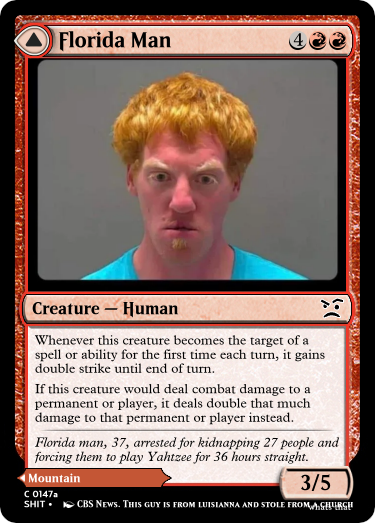 Florida Man 4
Creature — Human
Whenever this creature becomes the target of a
spell or ability for the first time each turn, it gains
double strike until end of turn.
If this creature would deal combat damage to a
permanent or player, it deals double that much
damage to that permanent or player instead.
Florida man, 37, arrested for kidnapping 27 people and
forcing them to play Yahtzee for 36 hours straight.
Mountain
3/5
C 0147a
SHIT • CBS News. This guy is from Luisianna and stole from a church